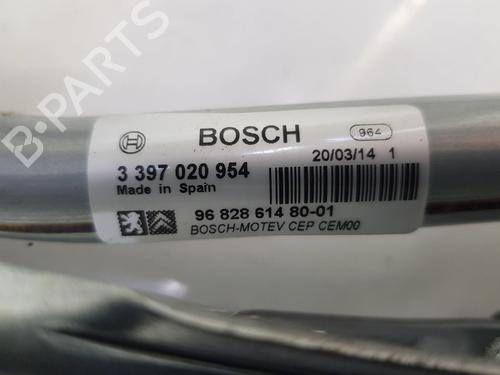 B-PARTS
BOSCH
964
3 397 020 954
20/03/14 1
Made in Spain
96 828 614 80-01
BOSCH-MOTEV CEP CEM00